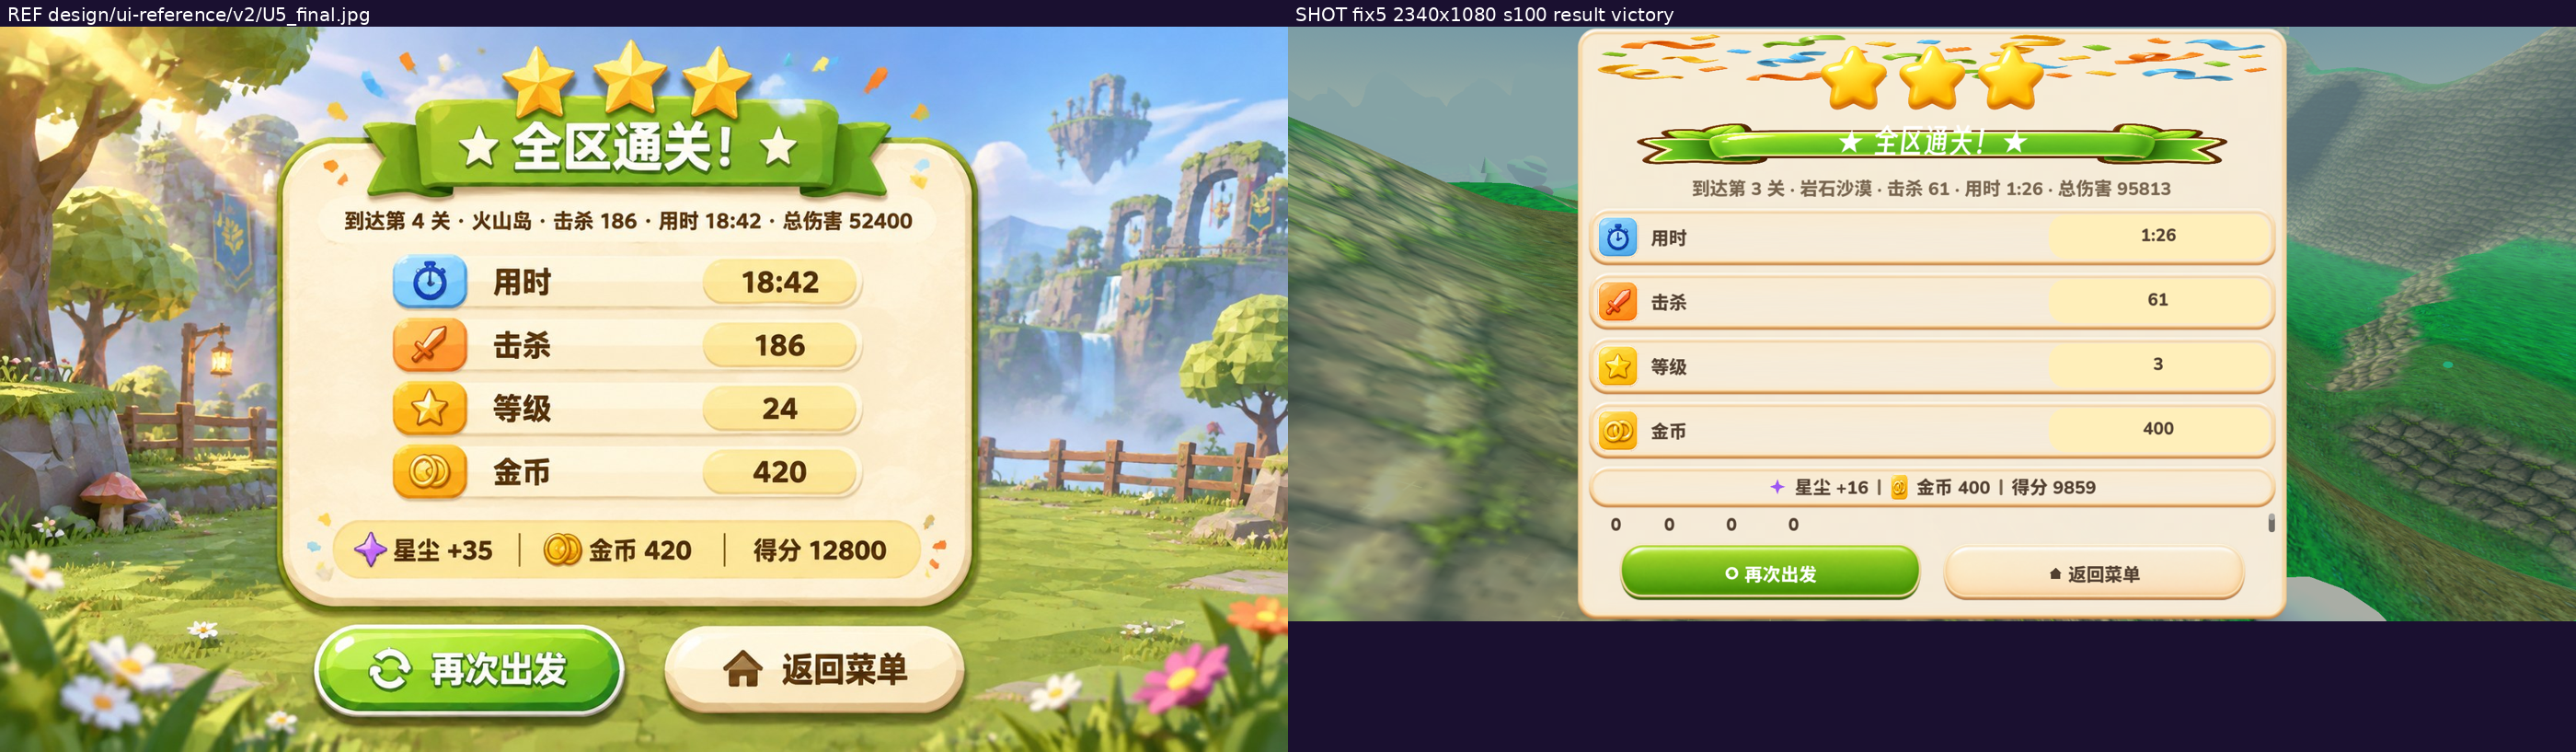 REF design/ui-reference/v2/U5_final.jpg
★ 全区通关! ★
到达第 4 关 · 火山岛 · 击杀 186 · 用时 18:42 · 总伤害 52400
用时 18:42
击杀 186
等级 24
金币 420
星尘 +35 | 金币 420 | 得分 12800
再次出发
返回菜单
SHOT fix5 2340x1080 s100 result victory
★ 全区通关! ★
到达第 3 关 · 岩石沙漠 · 击杀 61 · 用时 1:26 · 总伤害 95813
用时 1:26
击杀 61
等级 3
金币 400
星尘 +16 | 金币 400 | 得分 9859
0 0 0 0
再次出发
返回菜单